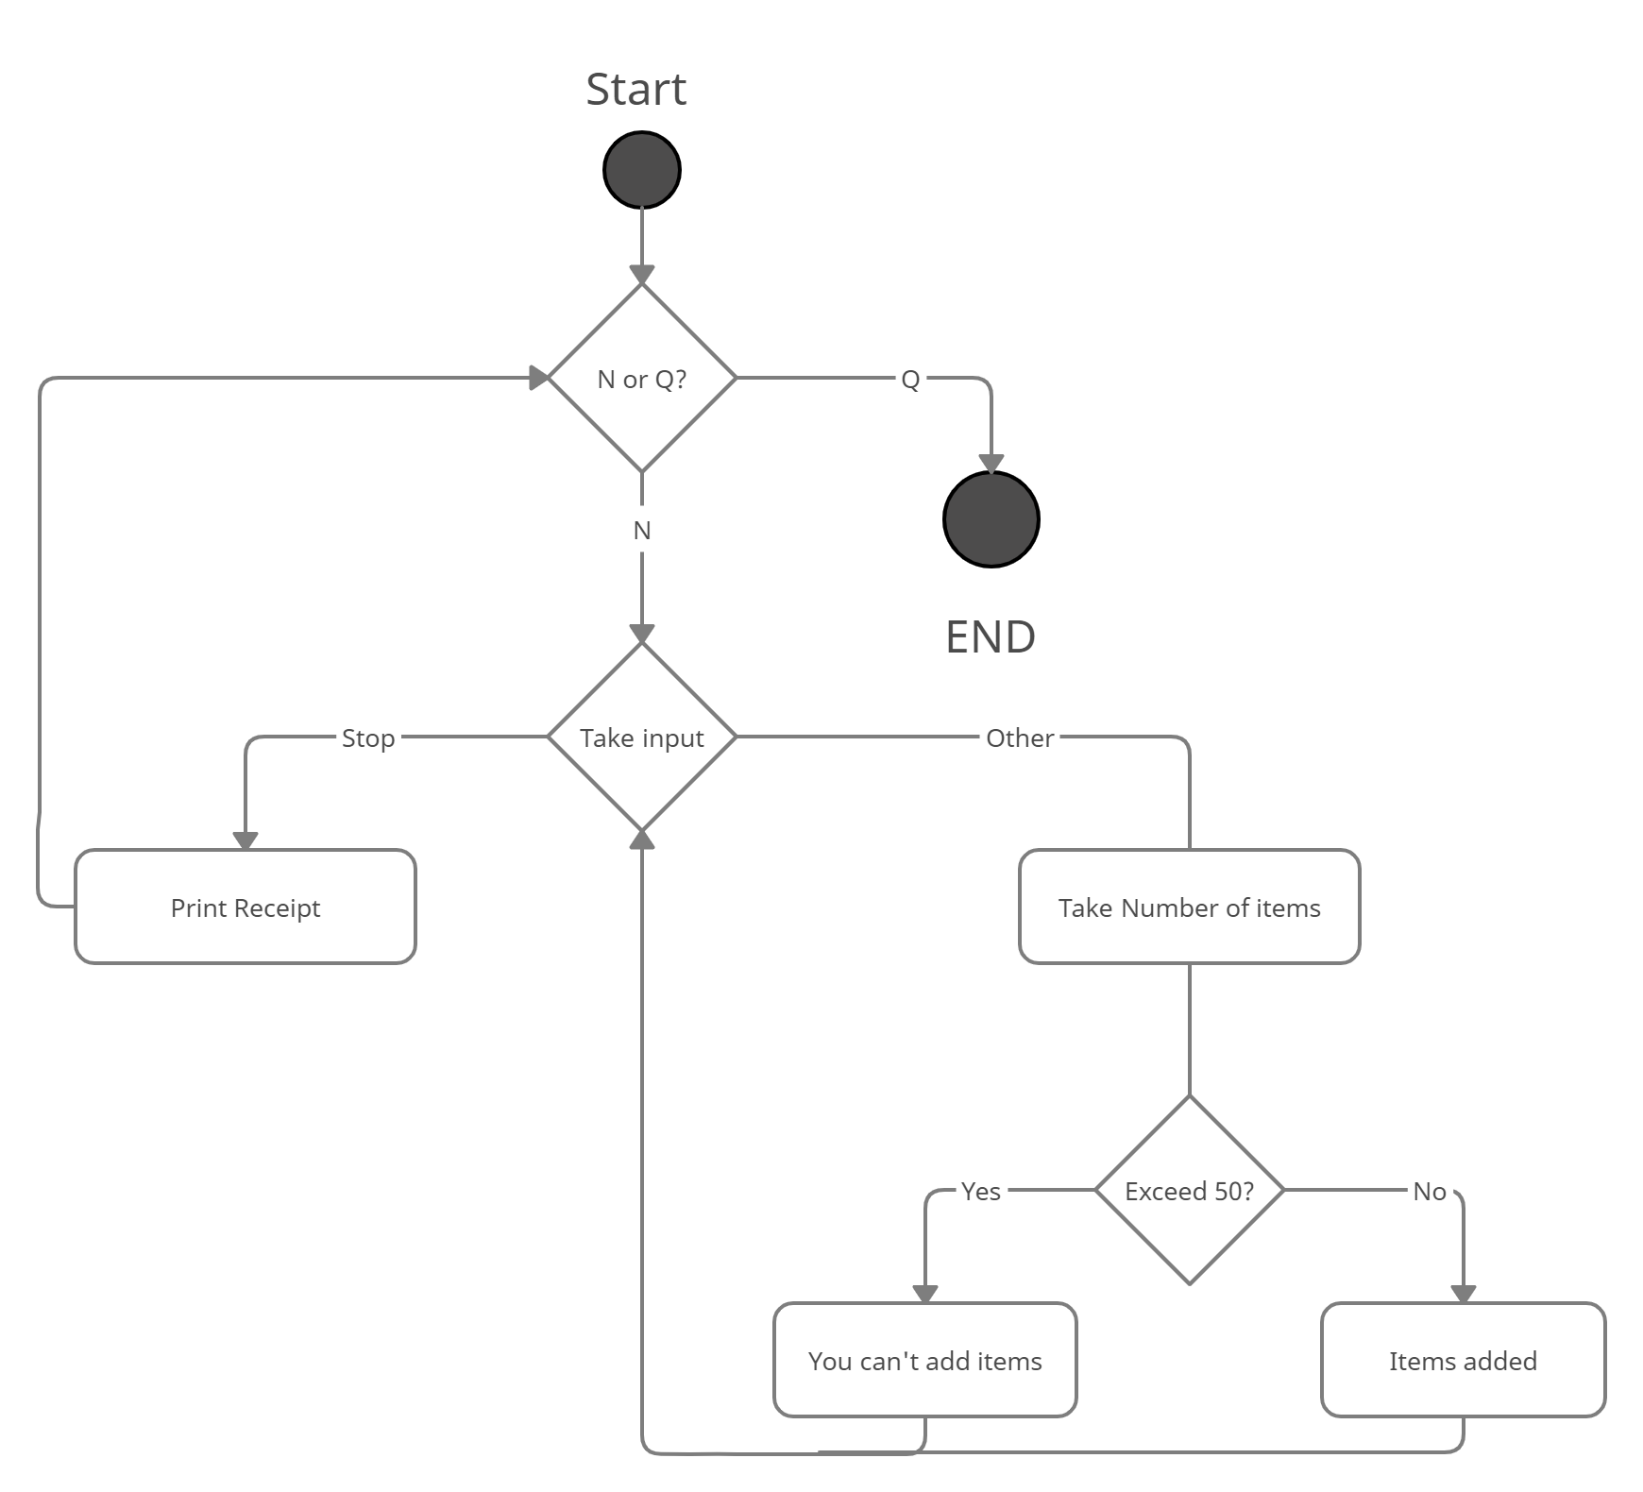 Start
N or Q?
Q
N
END
Stop
Take input
Other
Print Receipt
Take Number of items
Yes
Exceed 50?
No
You can't add items
Items added